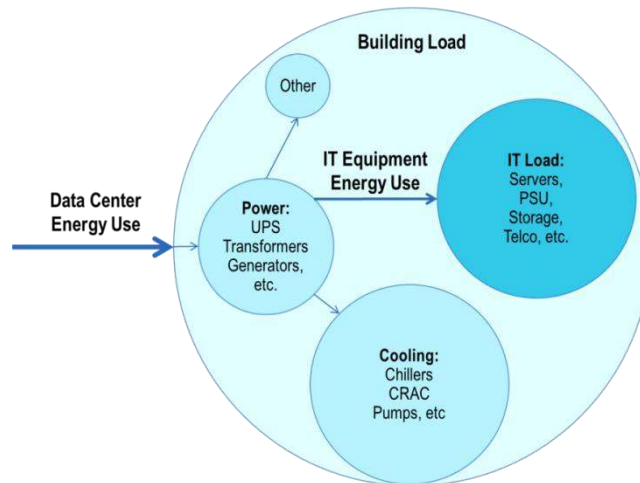 Building Load
Other
IT Equipment
Energy Use
IT Load:
Servers,
PSU,
Storage,
Telco, etc.
Data Center
Energy Use
Power:
UPS
Transformers
Generators,
etc.
Cooling:
Chillers
CRAC
Pumps, etc